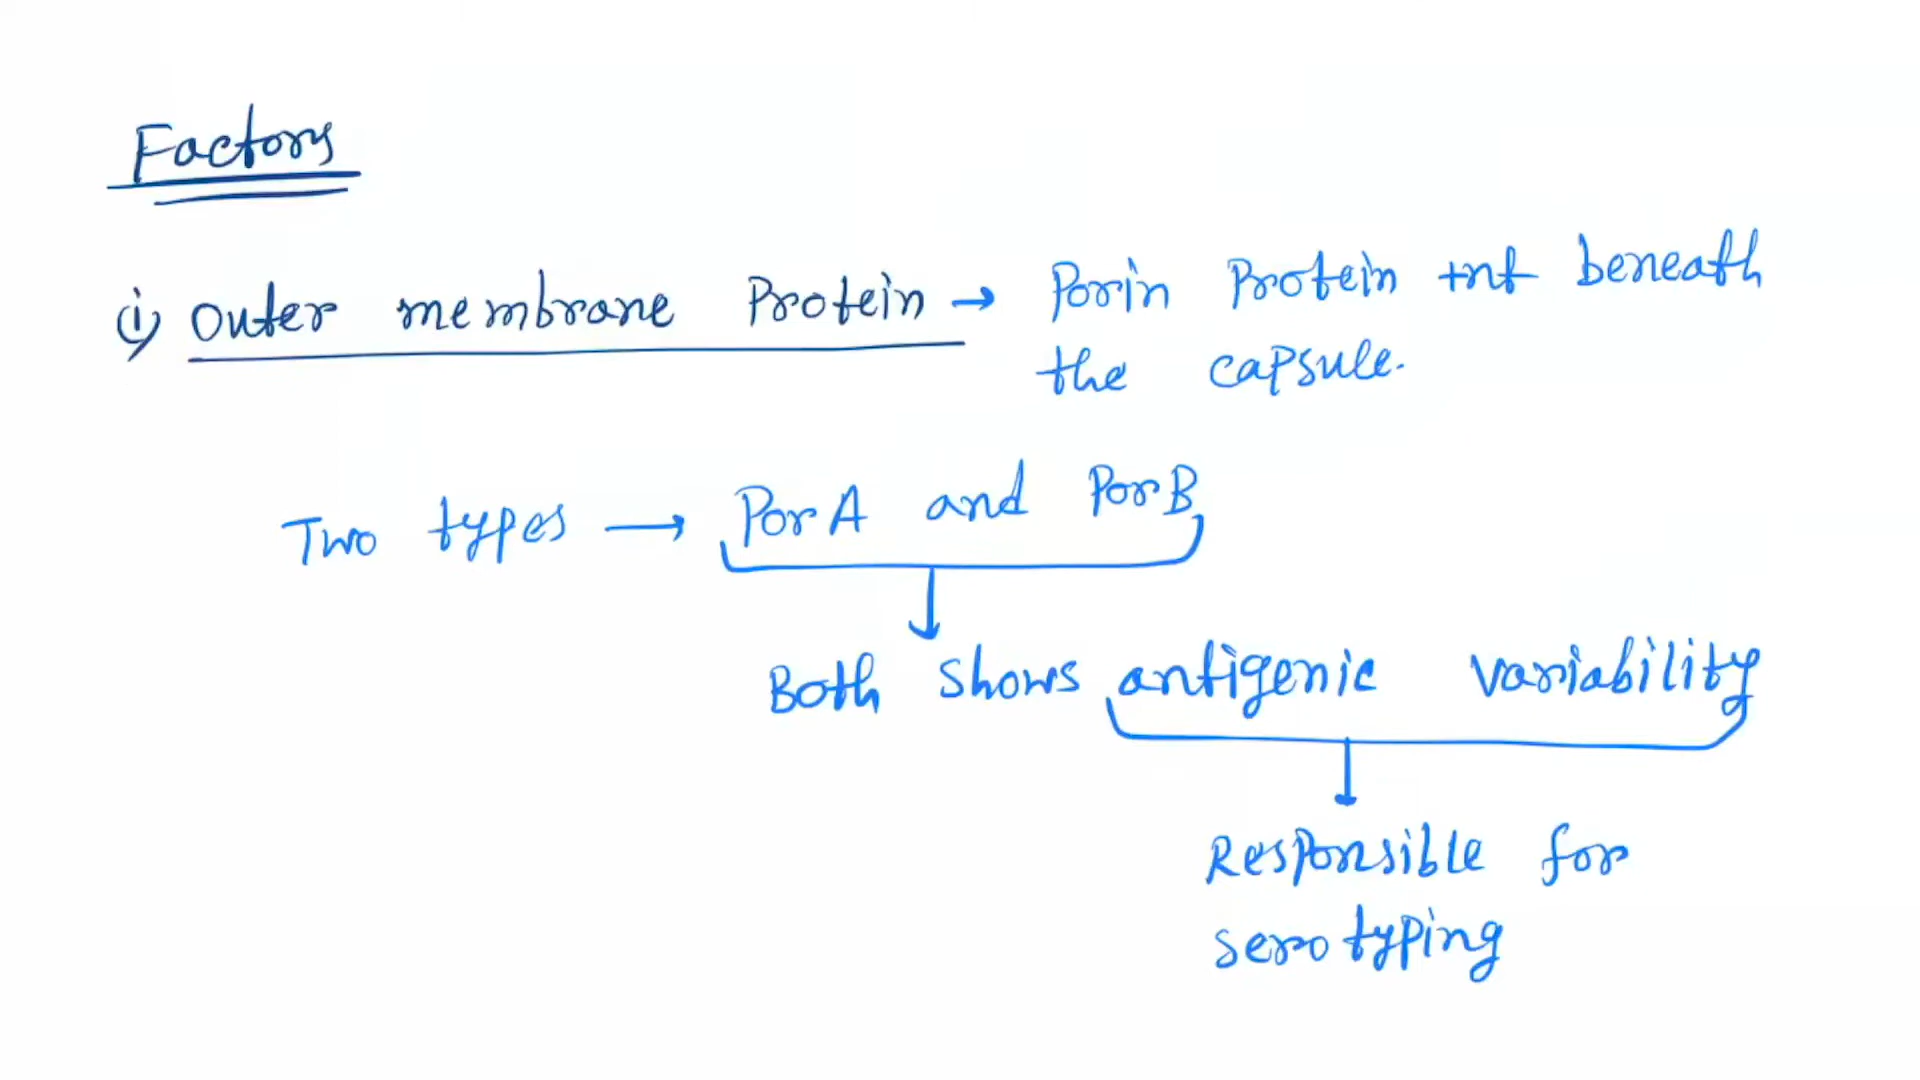 Factors
(i) Outer membrane Protein → Porin Protein +nt beneath
the capsule.
Two types → PorA and PorB
Both shows antigenic variability
Responsible for
serotyping